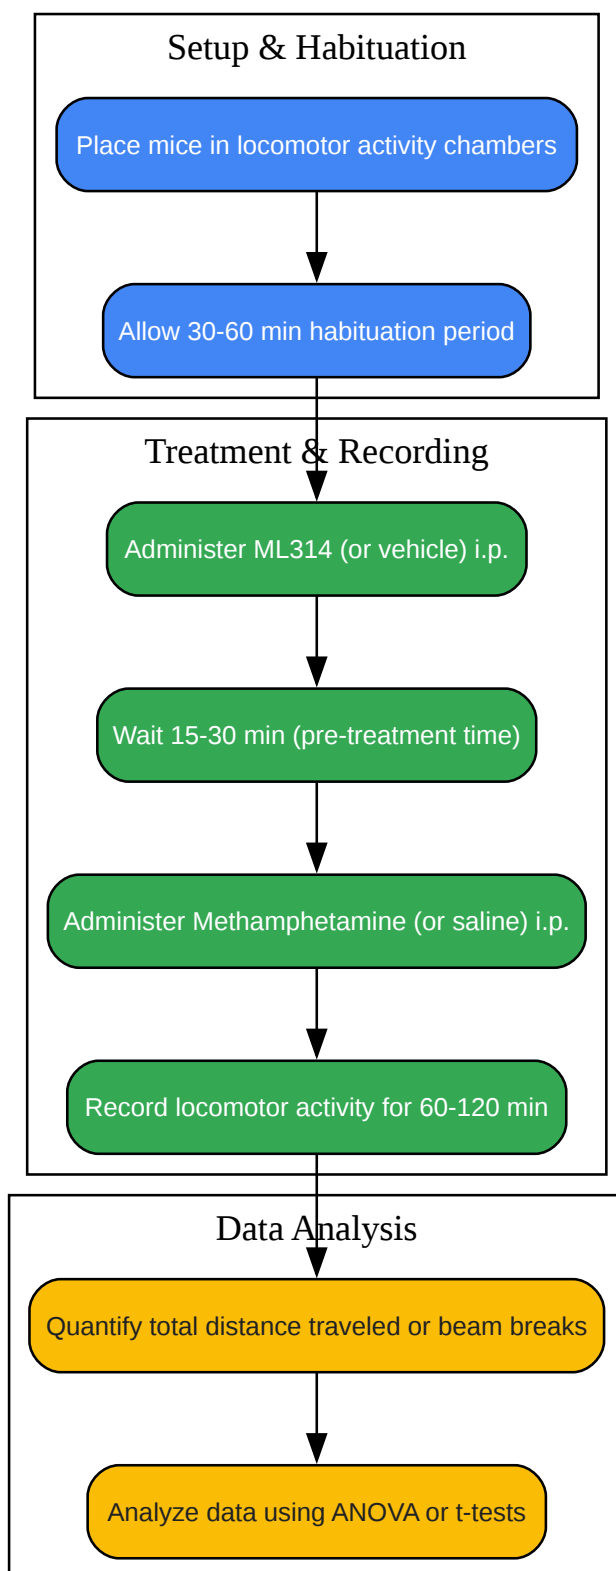 Setup & Habituation
Place mice in locomotor activity chambers
Allow 30-60 min habituation period
Treatment & Recording
Administer ML314 (or vehicle) i.p.
Wait 15-30 min (pre-treatment time)
Administer Methamphetamine (or saline) i.p.
Record locomotor activity for 60-120 min
Data Analysis
Quantify total distance traveled or beam breaks
Analyze data using ANOVA or t-tests